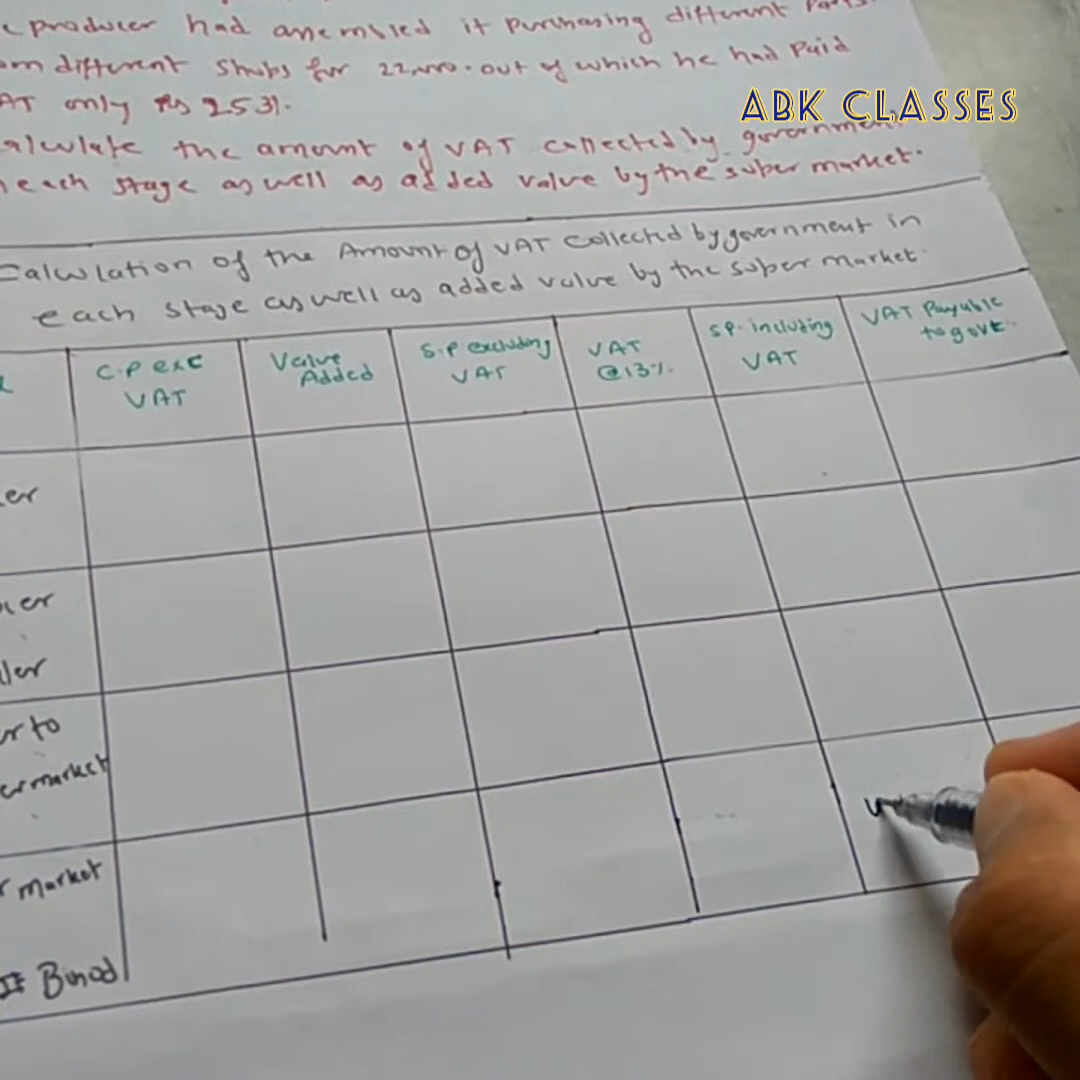 producer had assembled it purchasing different parts.
different shops for 22,000. out of which he had paid
VAT only Rs 2531.
ABK CLASSES
calculate the amount of VAT collected by government
in each stage as well as added value by the supermarket.
Calculation of the Amount of VAT collected by government in
each stage as well as added value by the super market.
C.P exc VAT
Value Added
S.P excluding VAT
VAT @13%.
SP. including VAT
VAT Payable to govt.
er
er
ller
er to
ermarket
r market
Binod